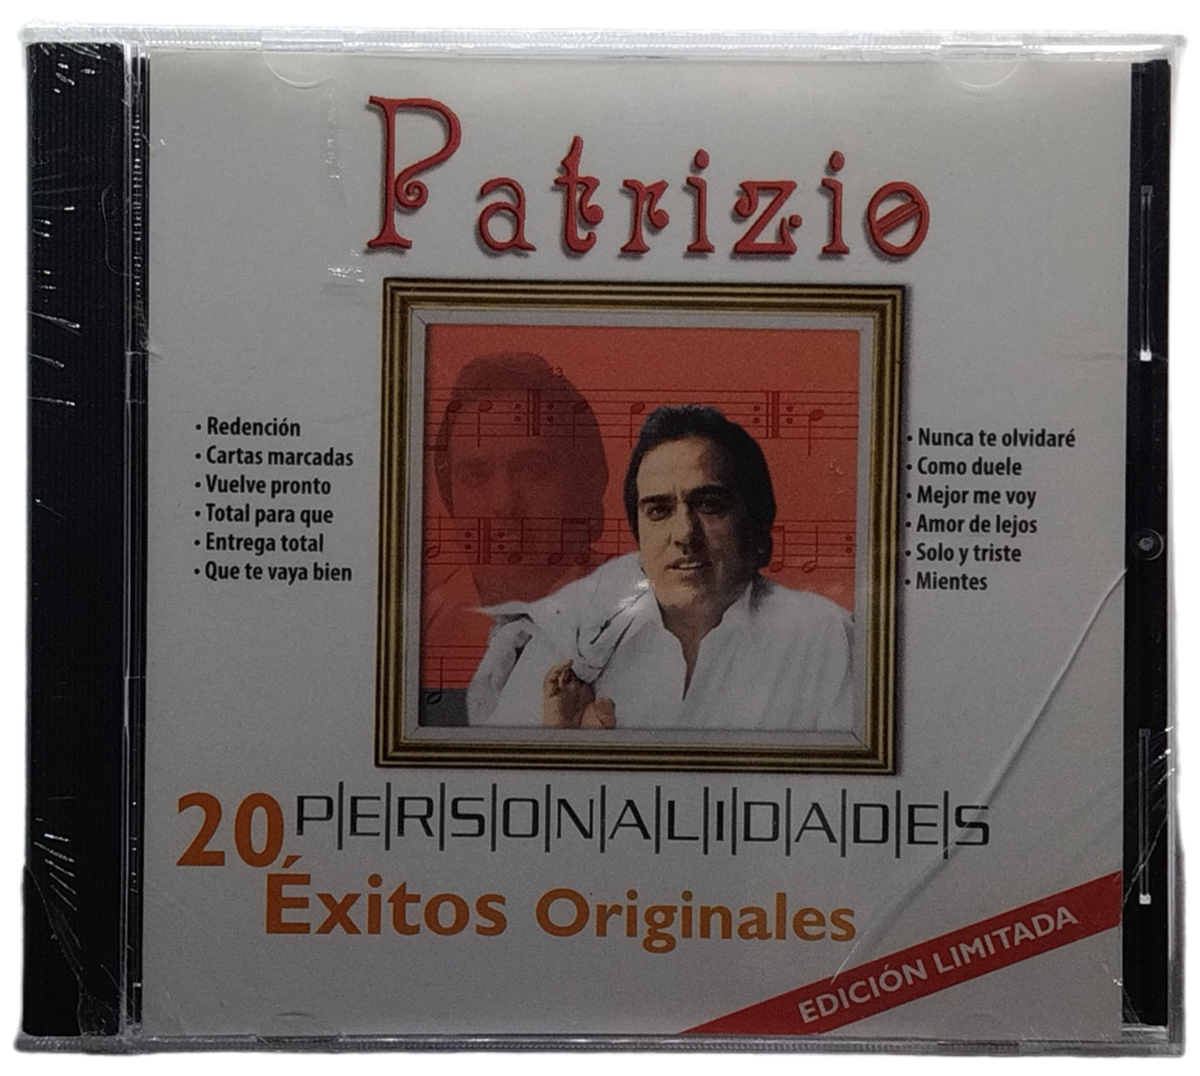 Patrizio
• Redención
• Cartas marcadas
• Vuelve pronto
• Total para que
• Entrega total
• Que te vaya bien
• Nunca te olvidaré
• Como duele
• Mejor me voy
• Amor de lejos
• Solo y triste
• Mientes
13
20 P|E|R|S|O|N|A|L|I|D|A|D|E|S
Éxitos Originales
EDICIÓN LIMITADA